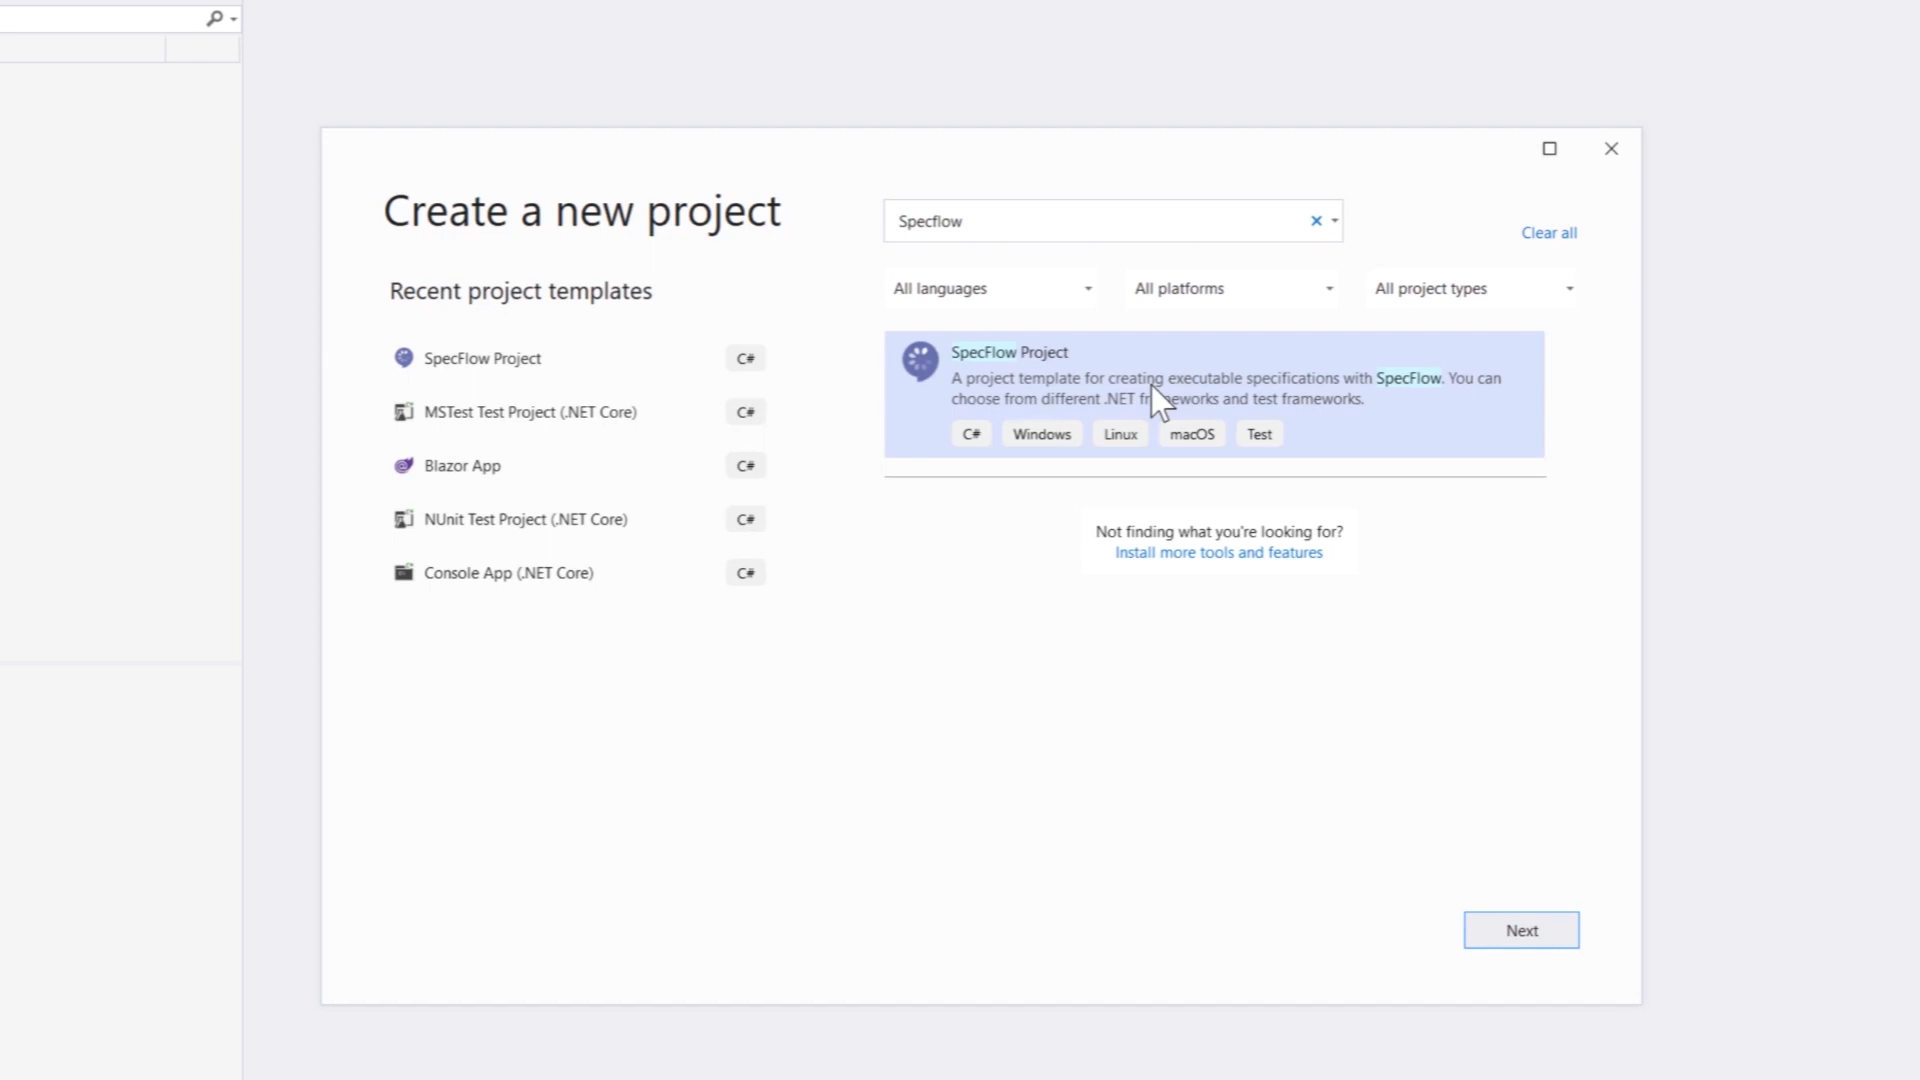 Create a new project
Specflow
Clear all
Recent project templates
All languages
All platforms
All project types
SpecFlow Project
C#
MSTest Test Project (.NET Core)
C#
Blazor App
C#
NUnit Test Project (.NET Core)
C#
Console App (.NET Core)
C#
SpecFlow Project
A project template for creating executable specifications with SpecFlow. You can
choose from different .NET frameworks and test frameworks.
C# Windows Linux macOS Test
Not finding what you're looking for?
Install more tools and features
Next